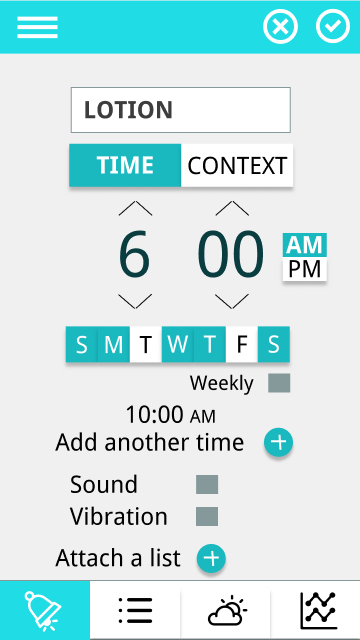 LOTION
TIME CONTEXT
6 00 AM
PM
S M T W T F S
Weekly
10:00 AM
Add another time
Sound
Vibration
Attach a list